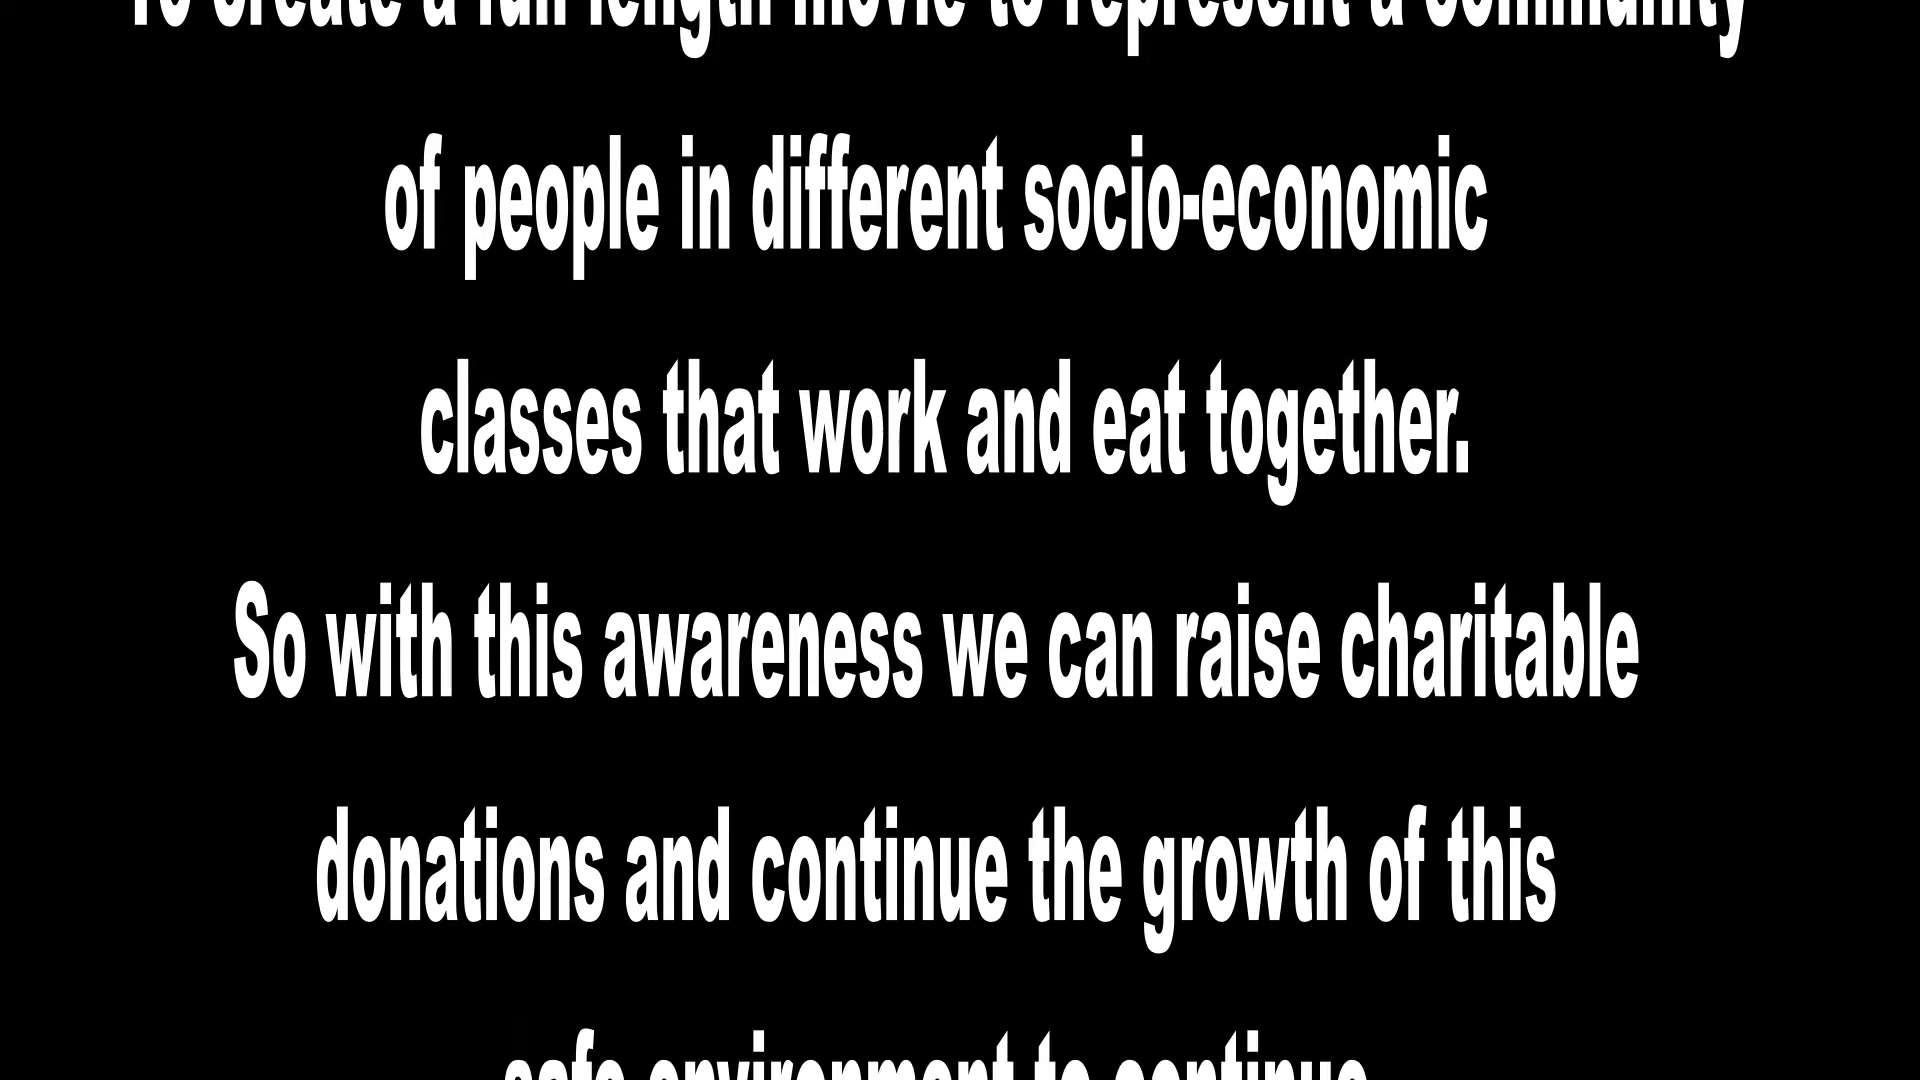 To create a full length movie to represent a community
of people in different socio-economic
classes that work and eat together.
So with this awareness we can raise charitable
donations and continue the growth of this
safe environment to continue